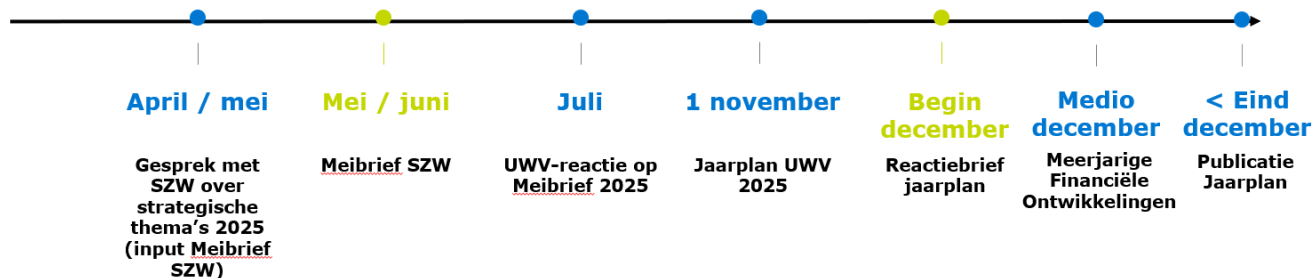 April / mei
Gesprek met
SZW over
strategische
thema's 2025
(input Meibrief
SZW)
Mei / juni
Meibrief SZW
Juli
UWV-reactie op
Meibrief 2025
1 november
Jaarplan UWV
2025
Begin
december
Reactiebrief
jaarplan
Medio
december
Meerjarige
Financiële
Ontwikkelingen
< Eind
december
Publicatie
Jaarplan